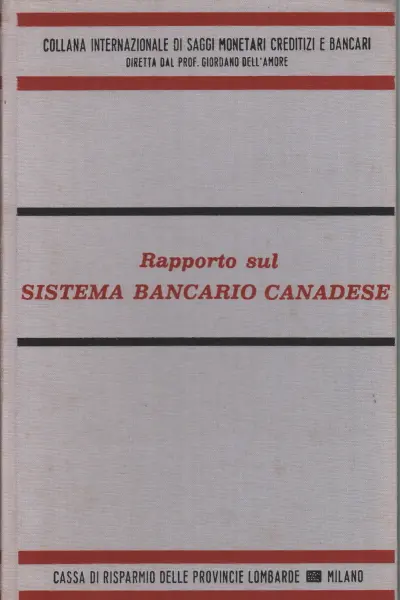 COLLANA INTERNAZIONALE DI SAGGI MONETARI CREDITIZI E BANCARI
DIRETTA DAL PROF. GIORDANO DELL'AMORE
Rapporto sul
SISTEMA BANCARIO CANADESE
CASSA DI RISPARMIO DELLE PROVINCIE LOMBARDE MILANO